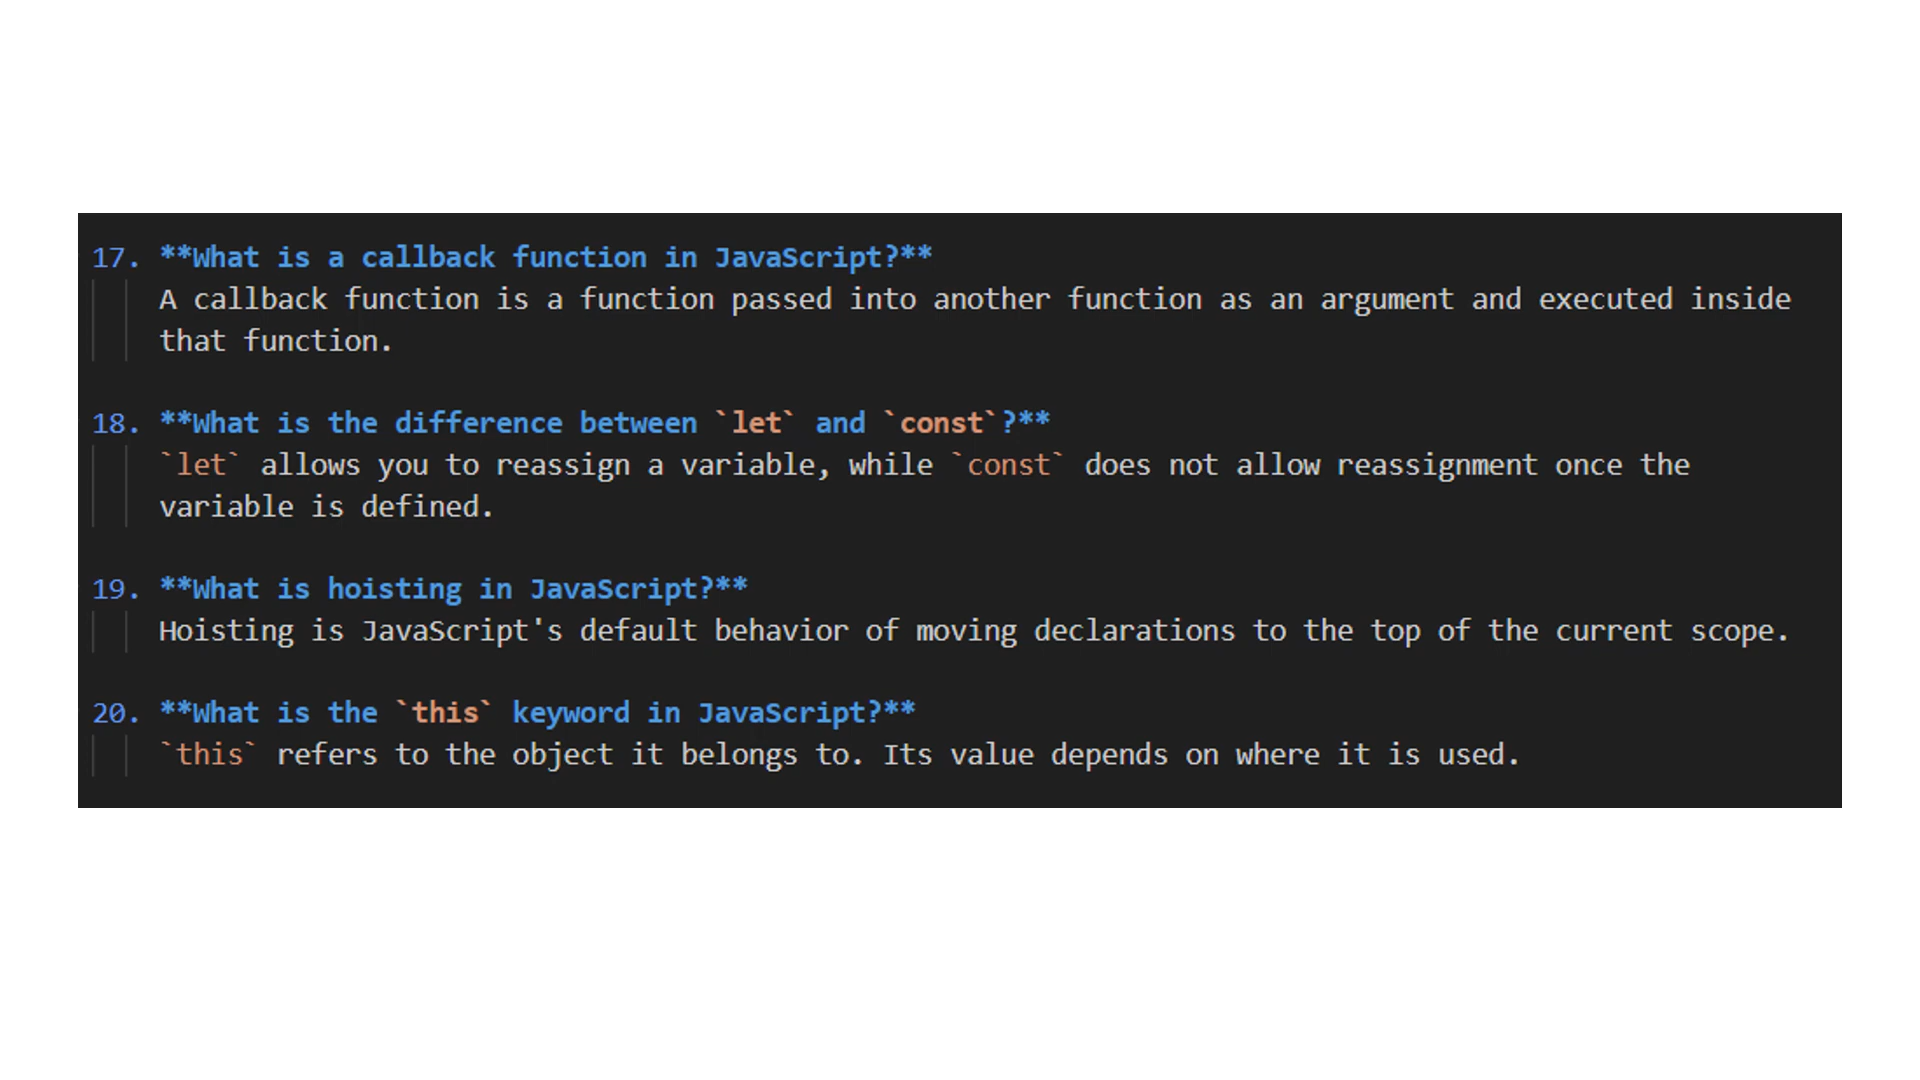 17. **What is a callback function in JavaScript?**
A callback function is a function passed into another function as an argument and executed inside
that function.
18. **What is the difference between `let` and `const`?**
`let` allows you to reassign a variable, while `const` does not allow reassignment once the
variable is defined.
19. **What is hoisting in JavaScript?**
Hoisting is JavaScript's default behavior of moving declarations to the top of the current scope.
20. **What is the `this` keyword in JavaScript?**
`this` refers to the object it belongs to. Its value depends on where it is used.